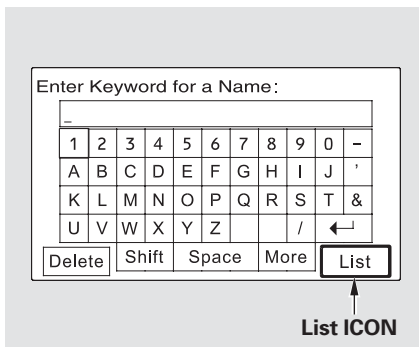 Enter Keyword for a Name:
_
1 2 3 4 5 6 7 8 9 0 –
A B C D E F G H I J '
K L M N O P Q R S T &
U V W X Y Z / ↵
Delete Shift Space More List
List ICON